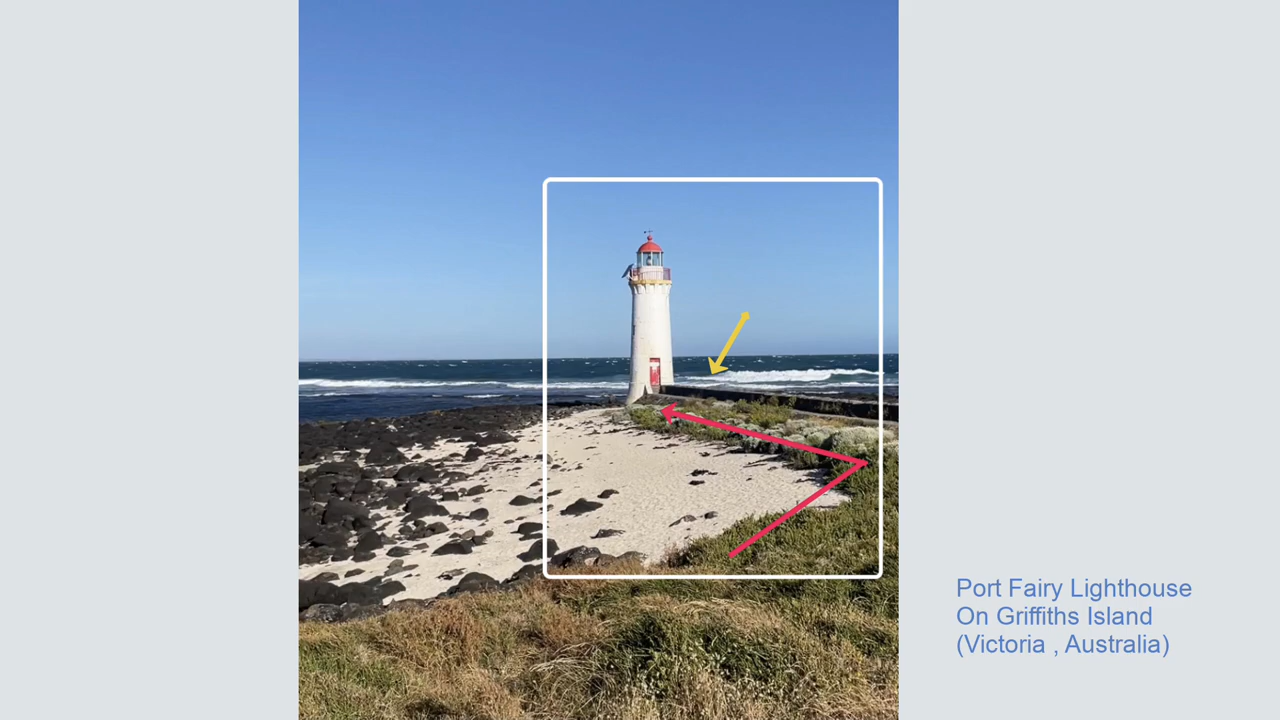 Port Fairy Lighthouse
On Griffiths Island
(Victoria , Australia)